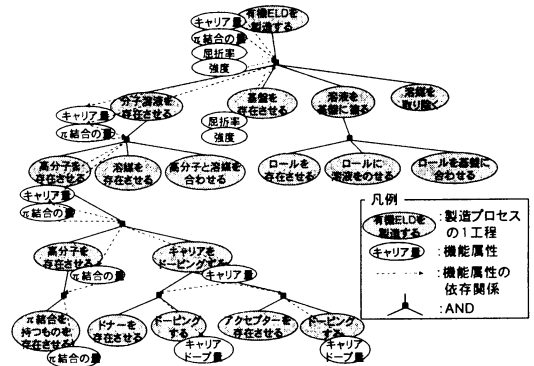 キャリア量
有機ELDを
製造する
π結合の量
屈折率
強度
キャリア量
π結合の量
分子溶液を
存在させる
基盤を
存在させる
屈折率
強度
溶液を
基盤に塗る
溶媒を
取り除く
高分子を
存在させる
キャリア量
π結合の量
溶媒を
存在させる
高分子と溶媒を
合わせる
ロールを
存在させる
ロールに
溶液をのせる
ロールを基盤に
合わせる
高分子を
存在させる
π結合の量
キャリアを
ドーピングする
キャリア量
π結合を
持つものを
存在させる
π結合の量
ドナーを
存在させる
ドーピング
する
キャリア
ドープ量
アクセプターを
存在させる
ドーピング
する
キャリア
ドープ量
凡例
有機ELDを
製造する
:製造プロセス
の1工程
キャリア量
:機能属性
:機能属性の
依存関係
:AND